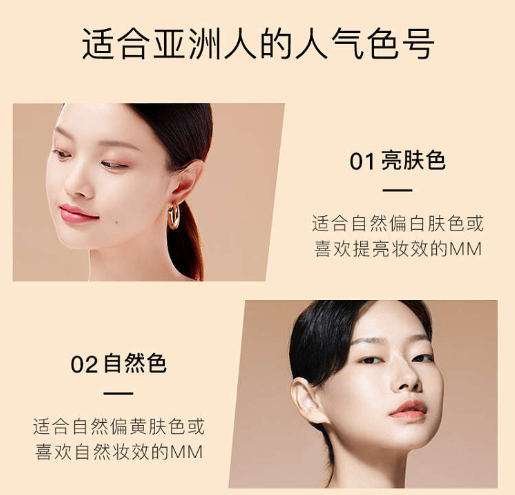 适合亚洲人的人气色号
01 亮肤色
适合自然偏白肤色或
喜欢提亮妆效的MM
02 自然色
适合自然偏黄肤色或
喜欢自然妆效的MM